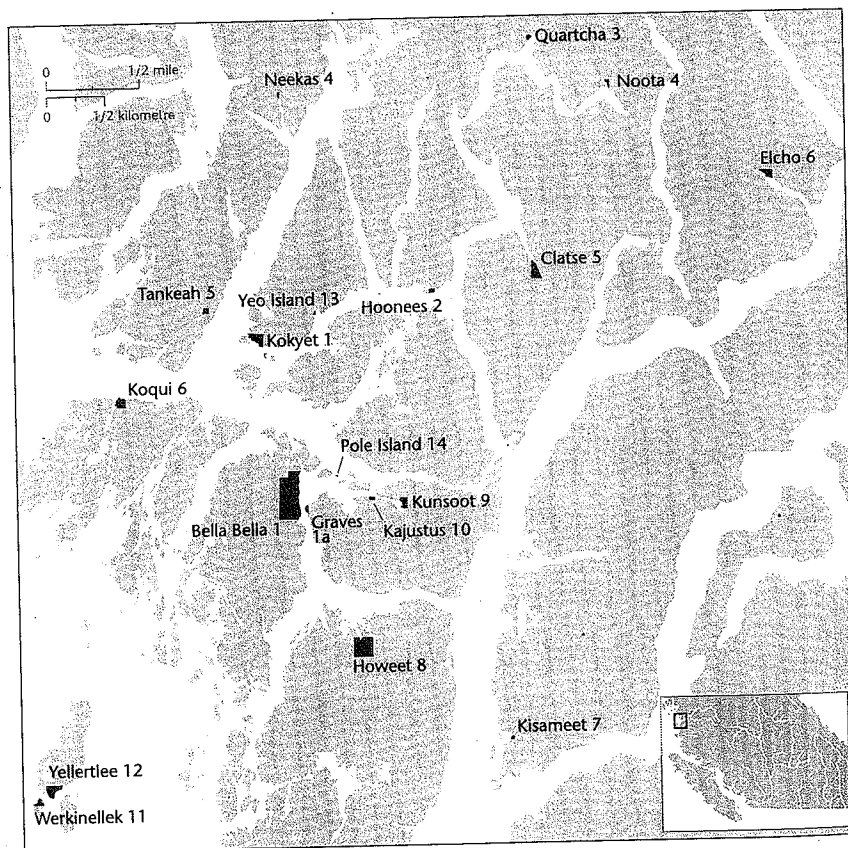 Quartcha 3
0 1/2 mile
Neekas 4
Noota 4
0 1/2 kilometre
Elcho 6
Clatse 5
Tankeah 5
Yeo Island 13
Hoonees 2
Kokyet 1
Koqui 6
Pole Island 14
Kunsoot 9
Bella Bella 1
Graves
1a
Kajustus 10
Howeet 8
Kisameet 7
Yellertlee 12
Werkinellek 11